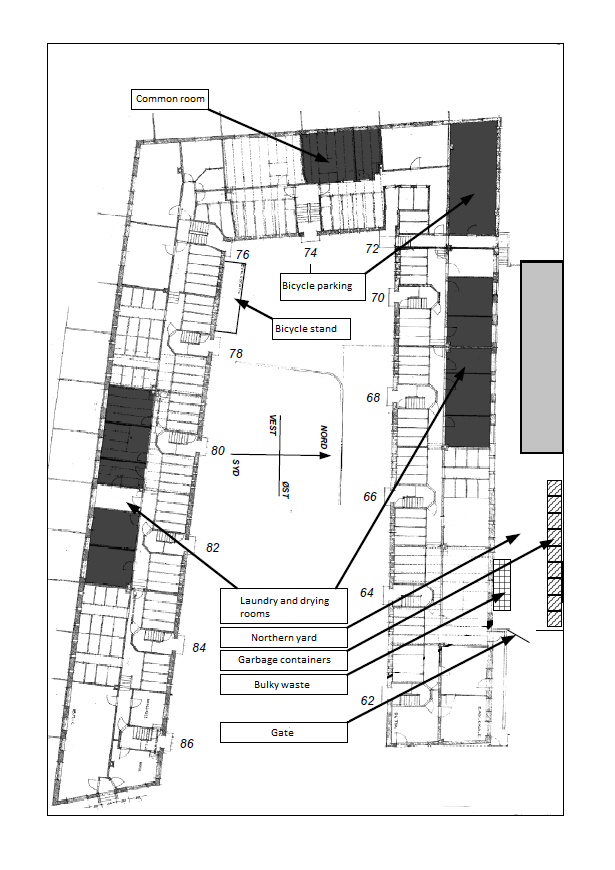 Common room
76
74
72
Bicycle parking
70
Bicycle stand
78
68
VEST
NORD
80
SYD
ØST
66
82
64
Laundry and drying
rooms
Northern yard
Garbage containers
84
Bulky waste
62
Gate
86